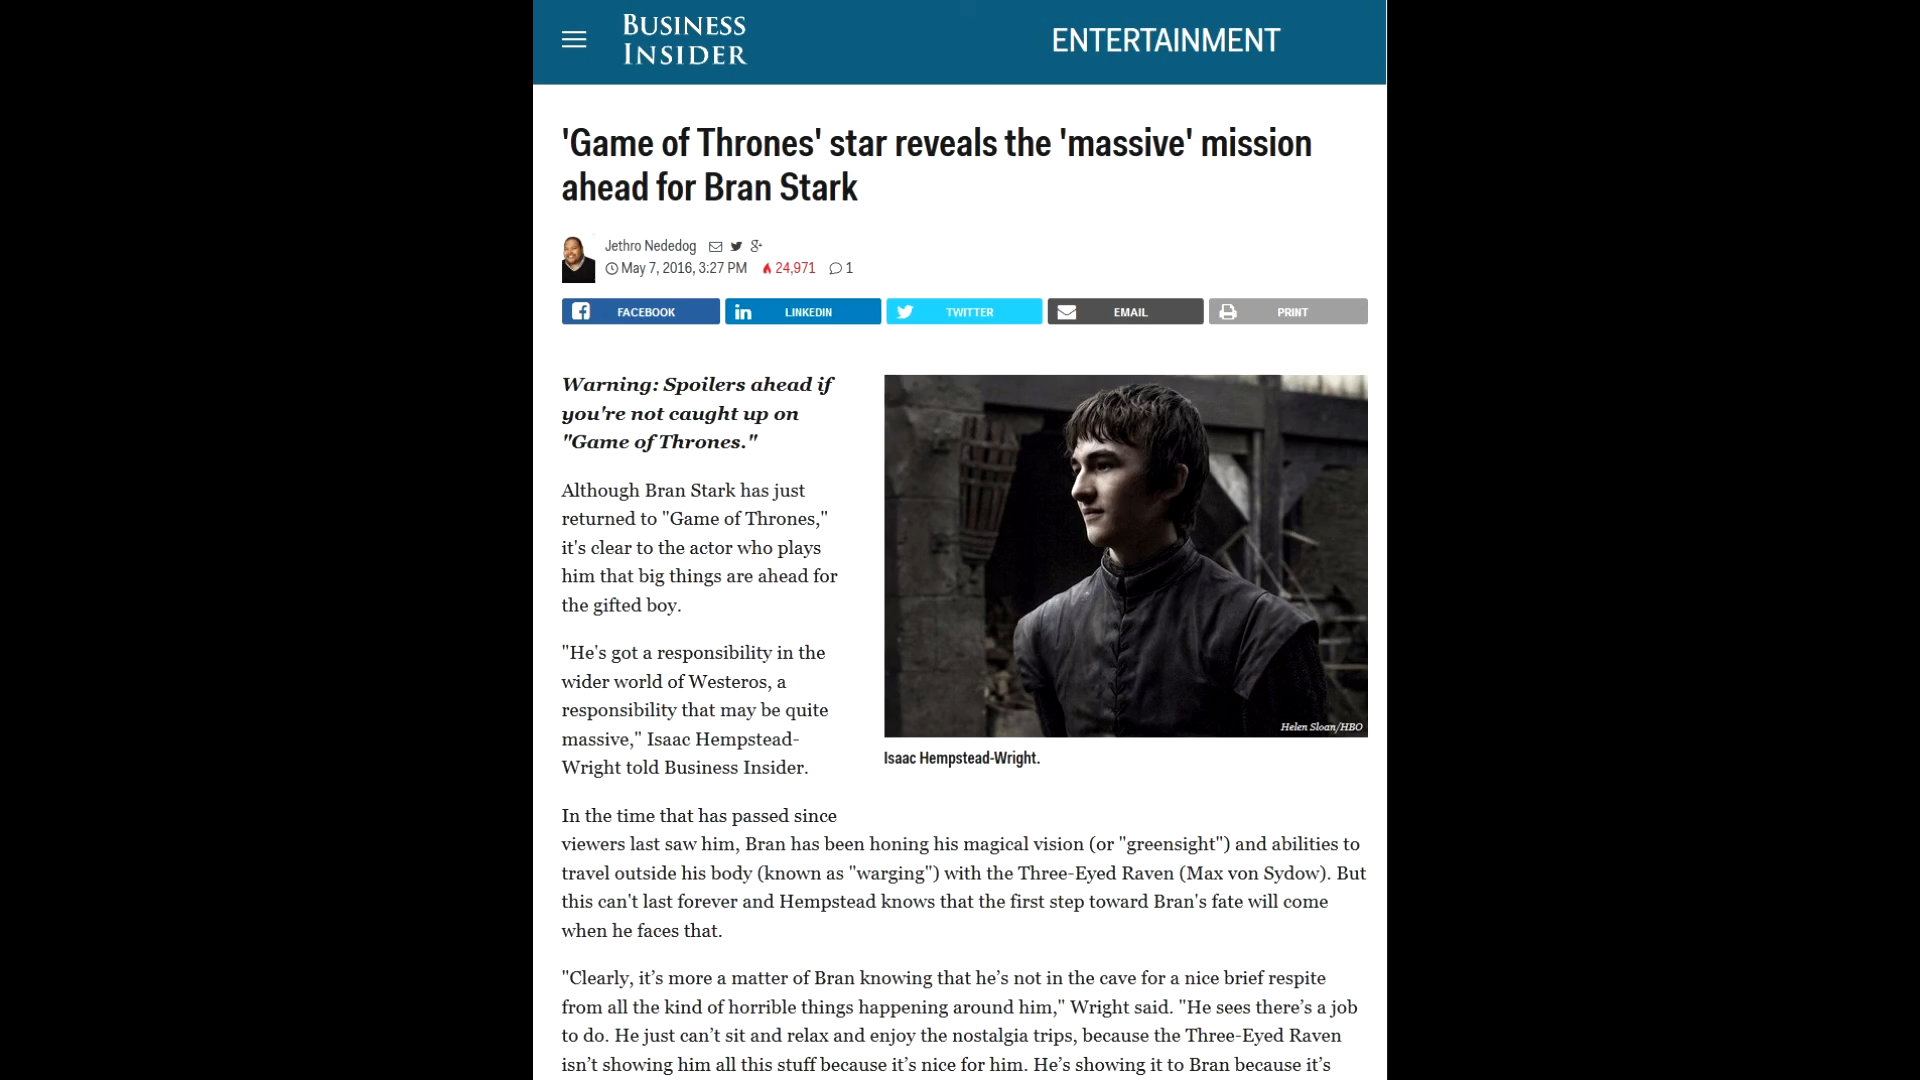 BUSINESS
INSIDER
ENTERTAINMENT
'Game of Thrones' star reveals the 'massive' mission
ahead for Bran Stark
Jethro Nededog
May 7, 2016, 3:27 PM 24,971 1
FACEBOOK LINKEDIN TWITTER EMAIL PRINT
Warning: Spoilers ahead if
you're not caught up on
"Game of Thrones."
Although Bran Stark has just
returned to "Game of Thrones,"
it's clear to the actor who plays
him that big things are ahead for
the gifted boy.
"He's got a responsibility in the
wider world of Westeros, a
responsibility that may be quite
massive," Isaac Hempstead-
Wright told Business Insider.
Helen Sloan/HBO
Isaac Hempstead-Wright.
In the time that has passed since
viewers last saw him, Bran has been honing his magical vision (or "greensight") and abilities to
travel outside his body (known as "warging") with the Three-Eyed Raven (Max von Sydow). But
this can't last forever and Hempstead knows that the first step toward Bran's fate will come
when he faces that.
"Clearly, it’s more a matter of Bran knowing that he’s not in the cave for a nice brief respite
from all the kind of horrible things happening around him," Wright said. "He sees there’s a job
to do. He just can’t sit and relax and enjoy the nostalgia trips, because the Three-Eyed Raven
isn’t showing him all this stuff because it’s nice for him. He’s showing it to Bran because it’s